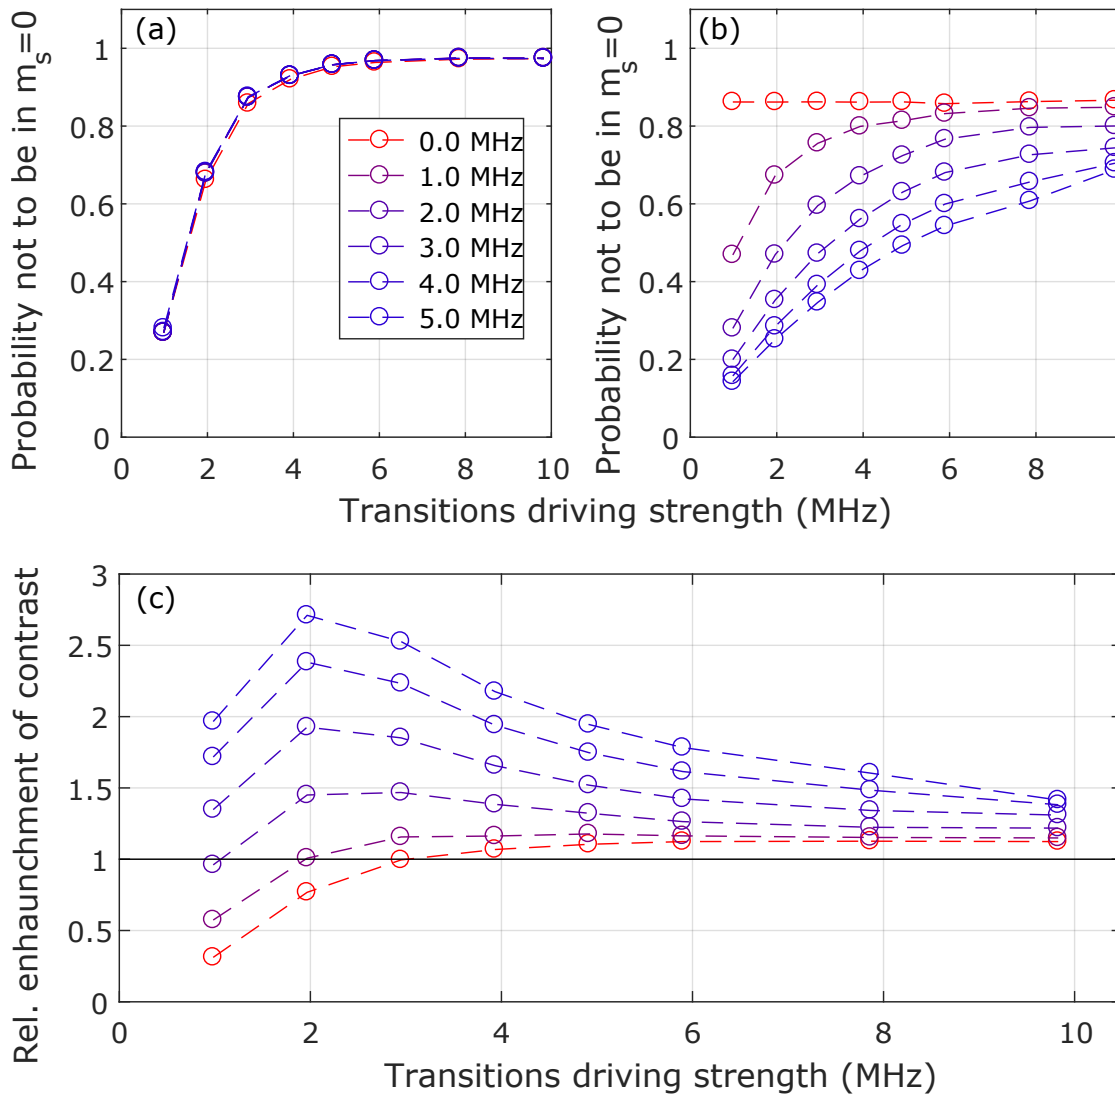 (a)
Probability not to be in m_s=0
1
0.8
0.6
0.4
0.2
0
0
2
4
6
8
10
0.0 MHz
1.0 MHz
2.0 MHz
3.0 MHz
4.0 MHz
5.0 MHz
(b)
Probability not to be in m_s=0
1
0.8
0.6
0.4
0.2
0
0
2
4
6
8
Transitions driving strength (MHz)
(c)
Rel. enhaunchment of contrast
3
2.5
2
1.5
1
0.5
0
0
2
4
6
8
10
Transitions driving strength (MHz)